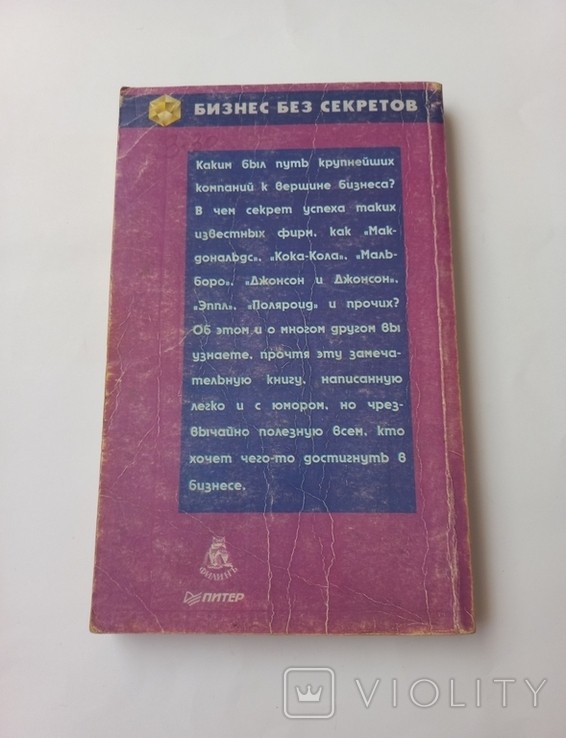 БИЗНЕС БЕЗ СЕКРЕТОВ
Каким был путь крупнейших
компаний к вершине бизнеса?
В чем секрет успеха таких
известных фирм, как «Мак-
дональдс», «Кока-Кола», «Маль-
боро», «Джонсон и Джонсон»,
«Эппл», «Поляроид» и прочих?
Об этом и о многом другом вы
узнаете, прочтя эту замеча-
тельную книгу, написанную
легко и с юмором, но чрез-
вычайно полезную всем, кто
хочет чего-то достигнуть в
бизнесе.
ФИЛИНЪ
ПИТЕР
VIOLITY